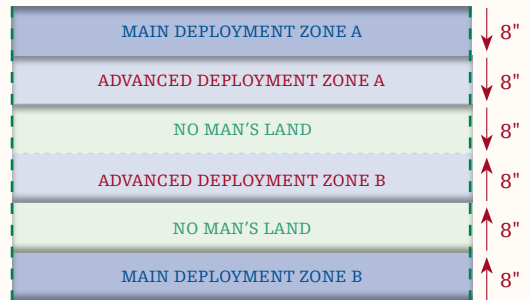 MAIN DEPLOYMENT ZONE A 8"
ADVANCED DEPLOYMENT ZONE A 8"
NO MAN’S LAND 8"
ADVANCED DEPLOYMENT ZONE B 8"
NO MAN’S LAND 8"
MAIN DEPLOYMENT ZONE B 8"